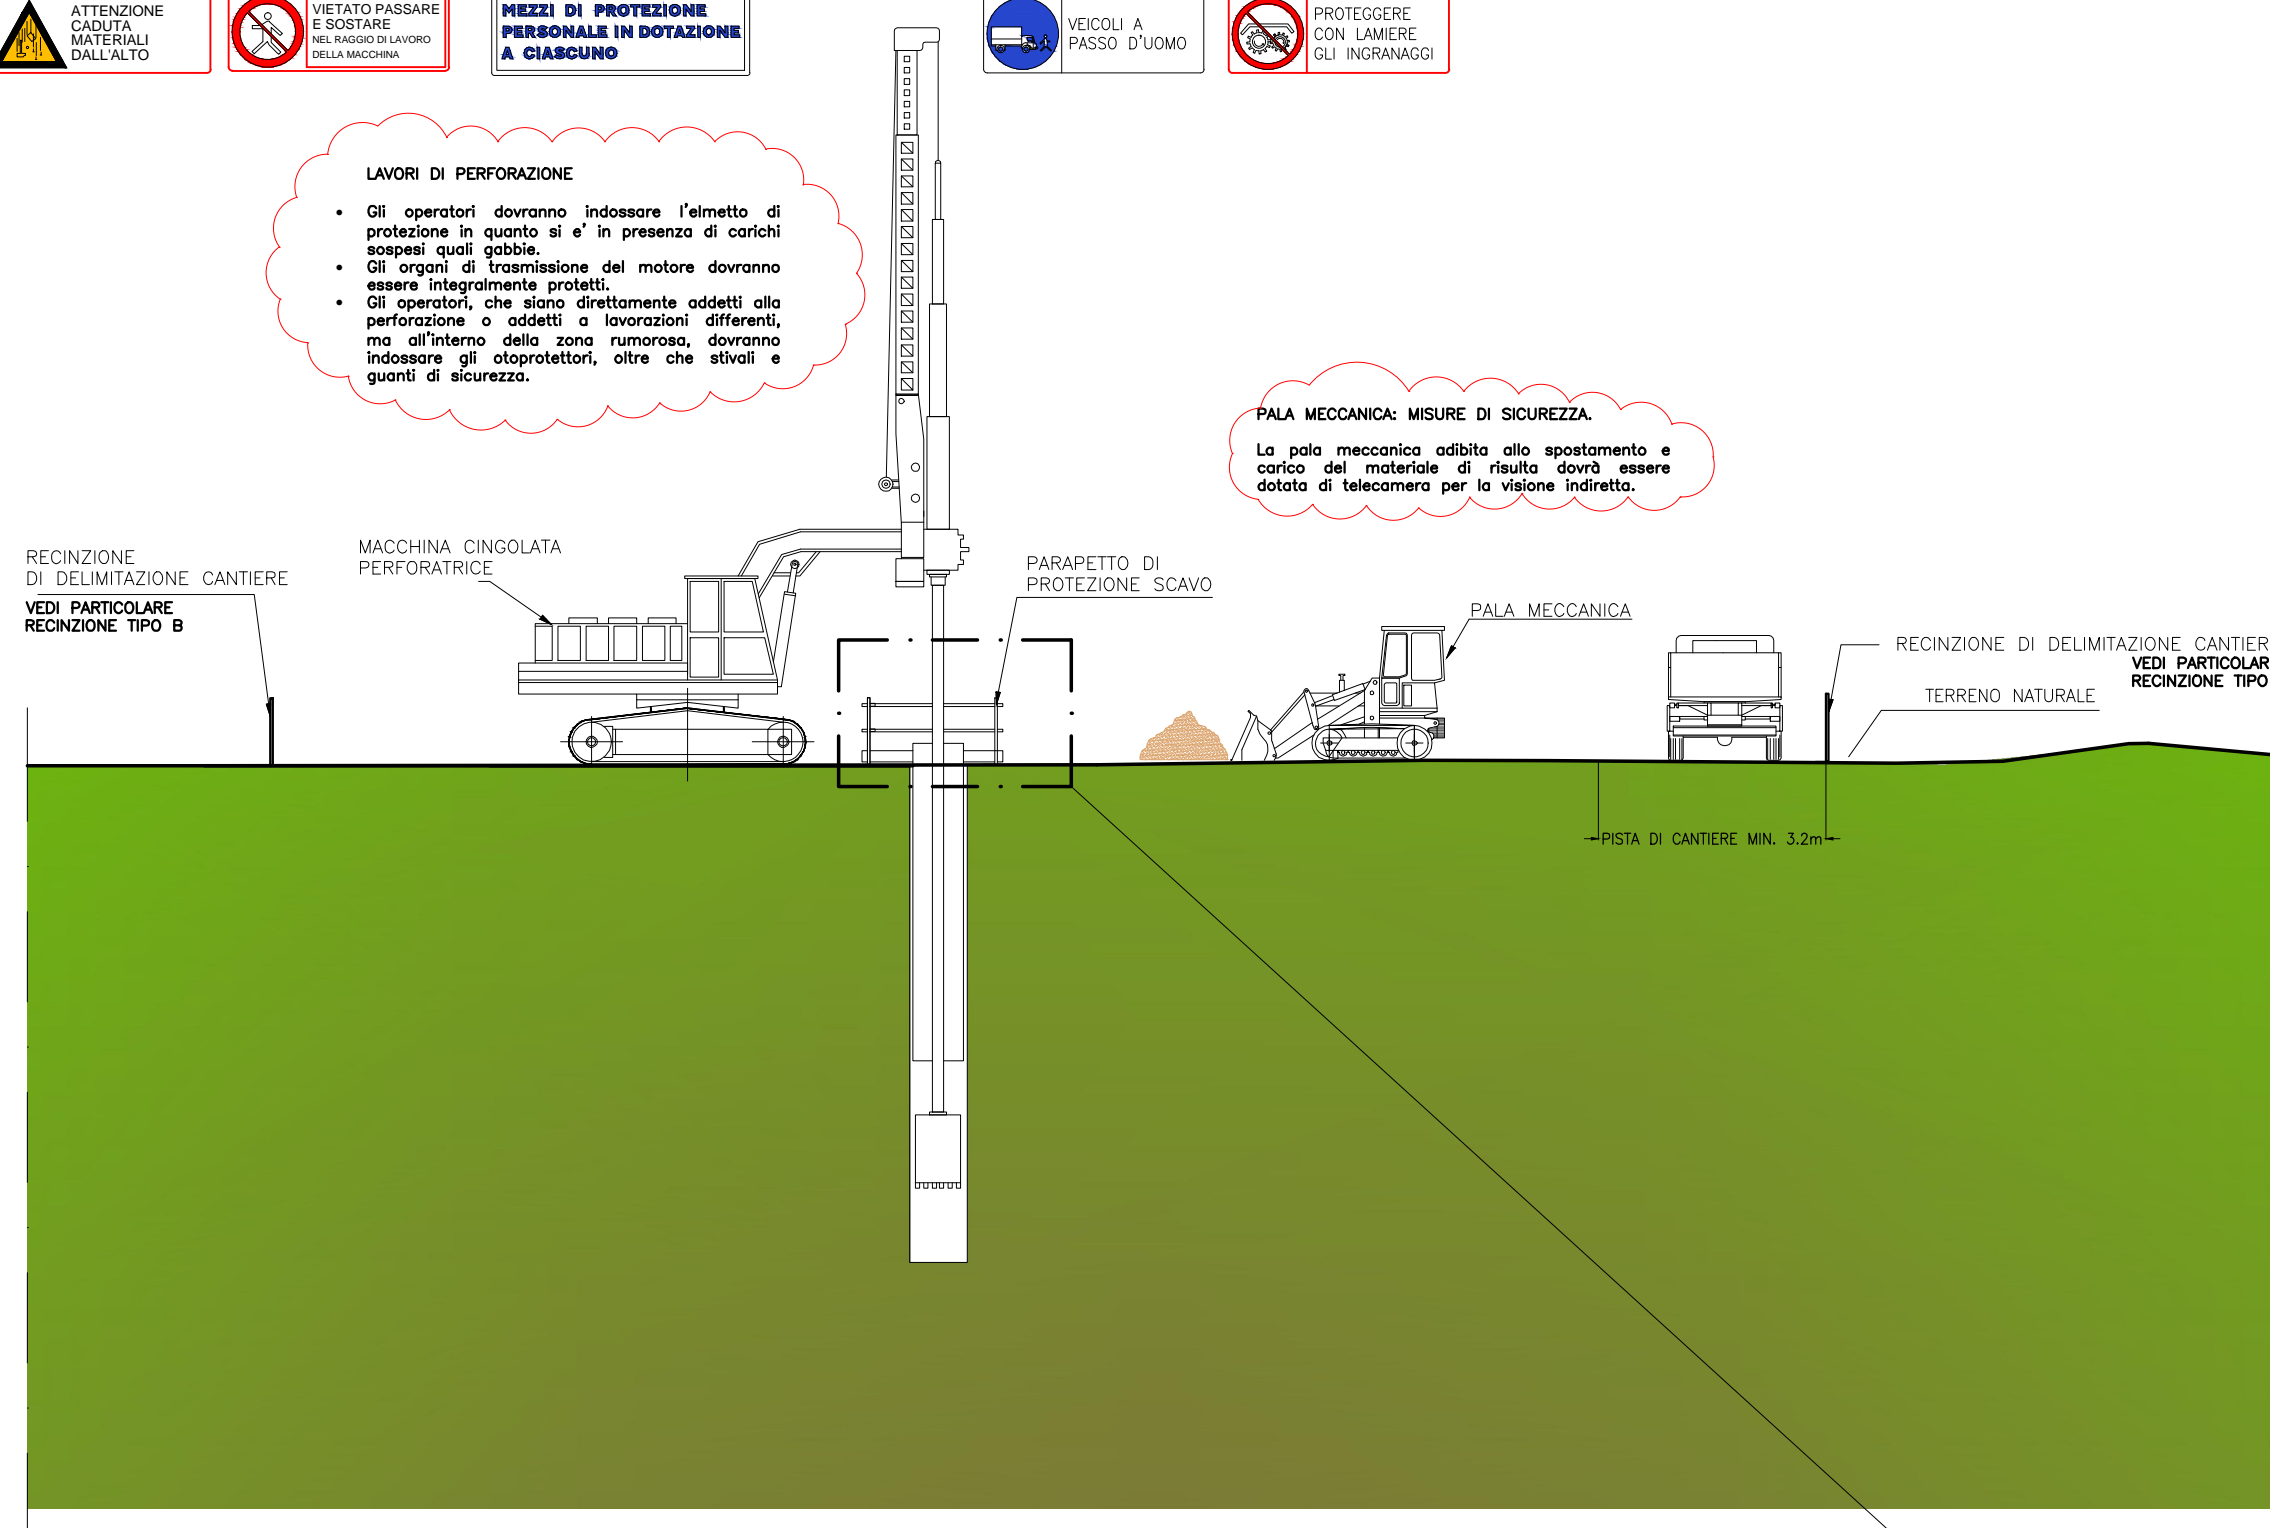 ATTENZIONE
CADUTA
MATERIALI
DALL'ALTO
VIETATO PASSARE
E SOSTARE
NEL RAGGIO DI LAVORO
DELLA MACCHINA
MEZZI DI PROTEZIONE
PERSONALE IN DOTAZIONE
A CIASCUNO
VEICOLI A
PASSO D'UOMO
PROTEGGERE
CON LAMIERE
GLI INGRANAGGI
LAVORI DI PERFORAZIONE
• Gli operatori dovranno indossare l'elmetto di
protezione in quanto si e' in presenza di carichi
sospesi quali gabbie.
• Gli organi di trasmissione del motore dovranno
essere integralmente protetti.
• Gli operatori, che siano direttamente addetti alla
perforazione o addetti a lavorazioni differenti,
ma all'interno della zona rumorosa, dovranno
indossare gli otoprotettori, oltre che stivali e
guanti di sicurezza.
PALA MECCANICA: MISURE DI SICUREZZA.
La pala meccanica adibita allo spostamento e
carico del materiale di risulta dovrà essere
dotata di telecamera per la visione indiretta.
RECINZIONE
DI DELIMITAZIONE CANTIERE
VEDI PARTICOLARE
RECINZIONE TIPO B
MACCHINA CINGOLATA
PERFORATRICE
PARAPETTO DI
PROTEZIONE SCAVO
PALA MECCANICA
RECINZIONE DI DELIMITAZIONE CANTIER
VEDI PARTICOLAR
RECINZIONE TIPO
TERRENO NATURALE
PISTA DI CANTIERE MIN. 3.2m